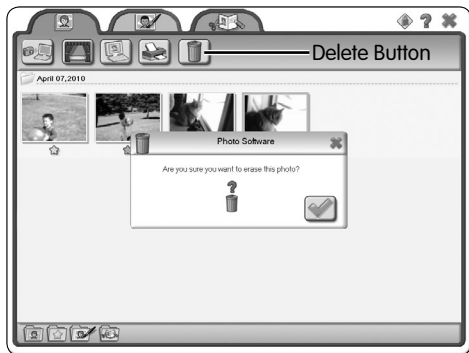 Delete Button
April 07,2010
Photo Software
Are you sure you want to erase this photo?